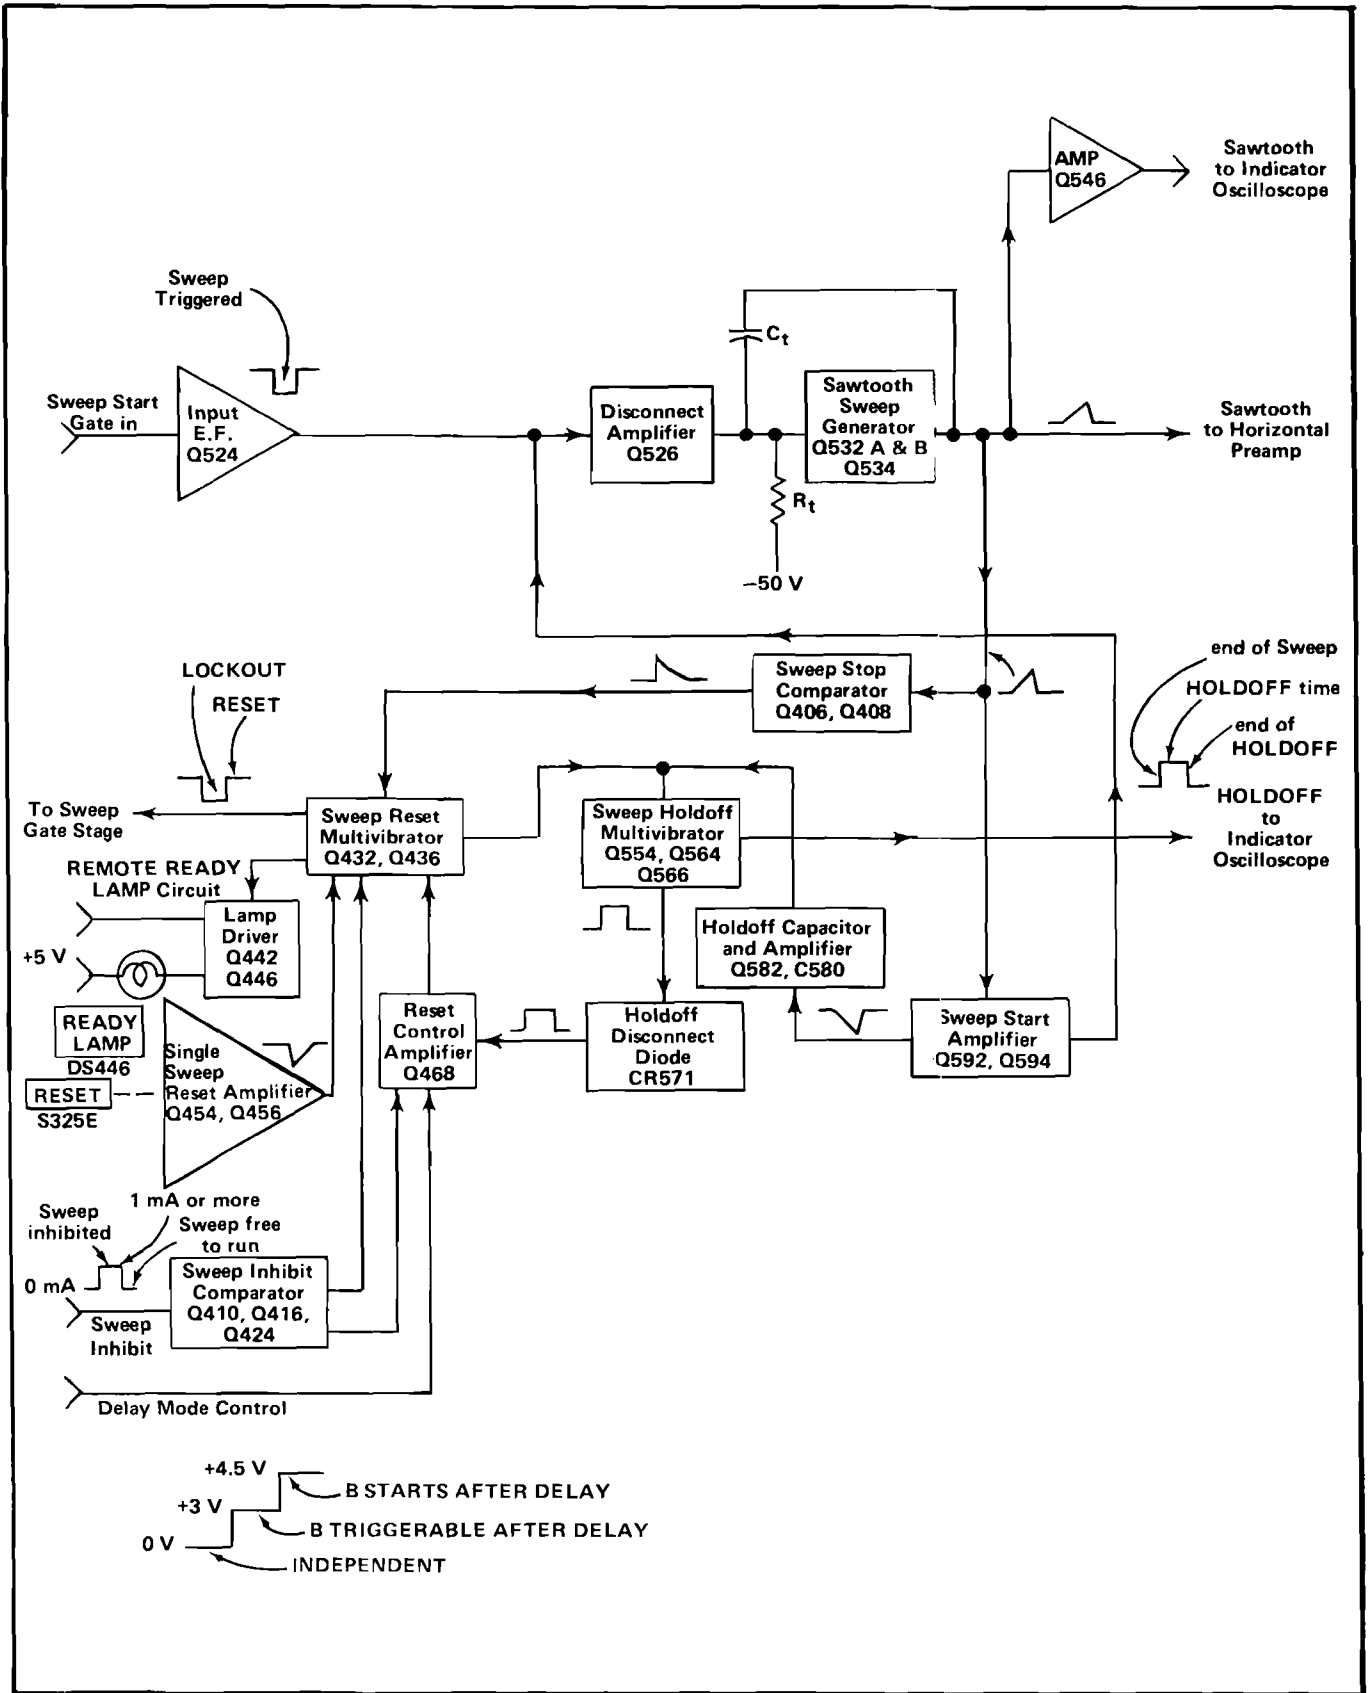 AMP
Q546
Sawtooth
to Indicator
Oscilloscope
Sweep
Triggered
Sweep Start
Gate in
Input
E.F.
Q524
Disconnect
Amplifier
Q526
Ct
Rt
−50 V
Sawtooth
Sweep
Generator
Q532 A & B
Q534
Sawtooth
to Horizontal
Preamp
LOCKOUT
RESET
Sweep Stop
Comparator
Q406, Q408
end of Sweep
HOLDOFF time
end of
HOLDOFF
To Sweep
Gate Stage
Sweep Reset
Multivibrator
Q432, Q436
Sweep Holdoff
Multivibrator
Q554, Q564
Q566
HOLDOFF
to
Indicator
Oscilloscope
REMOTE READY
LAMP Circuit
Lamp
Driver
Q442
Q446
+5 V
Holdoff Capacitor
and Amplifier
Q582, C580
READY
LAMP
DS446
RESET
S325E
Single
Sweep
Reset Amplifier
Q454, Q456
Reset
Control
Amplifier
Q468
Holdoff
Disconnect
Diode
CR571
Sweep Start
Amplifier
Q592, Q594
1 mA or more
Sweep
inhibited
Sweep free
to run
0 mA
Sweep
Inhibit
Sweep Inhibit
Comparator
Q410, Q416,
Q424
Delay Mode Control
+4.5 V
B STARTS AFTER DELAY
+3 V
B TRIGGERABLE AFTER DELAY
0 V
INDEPENDENT